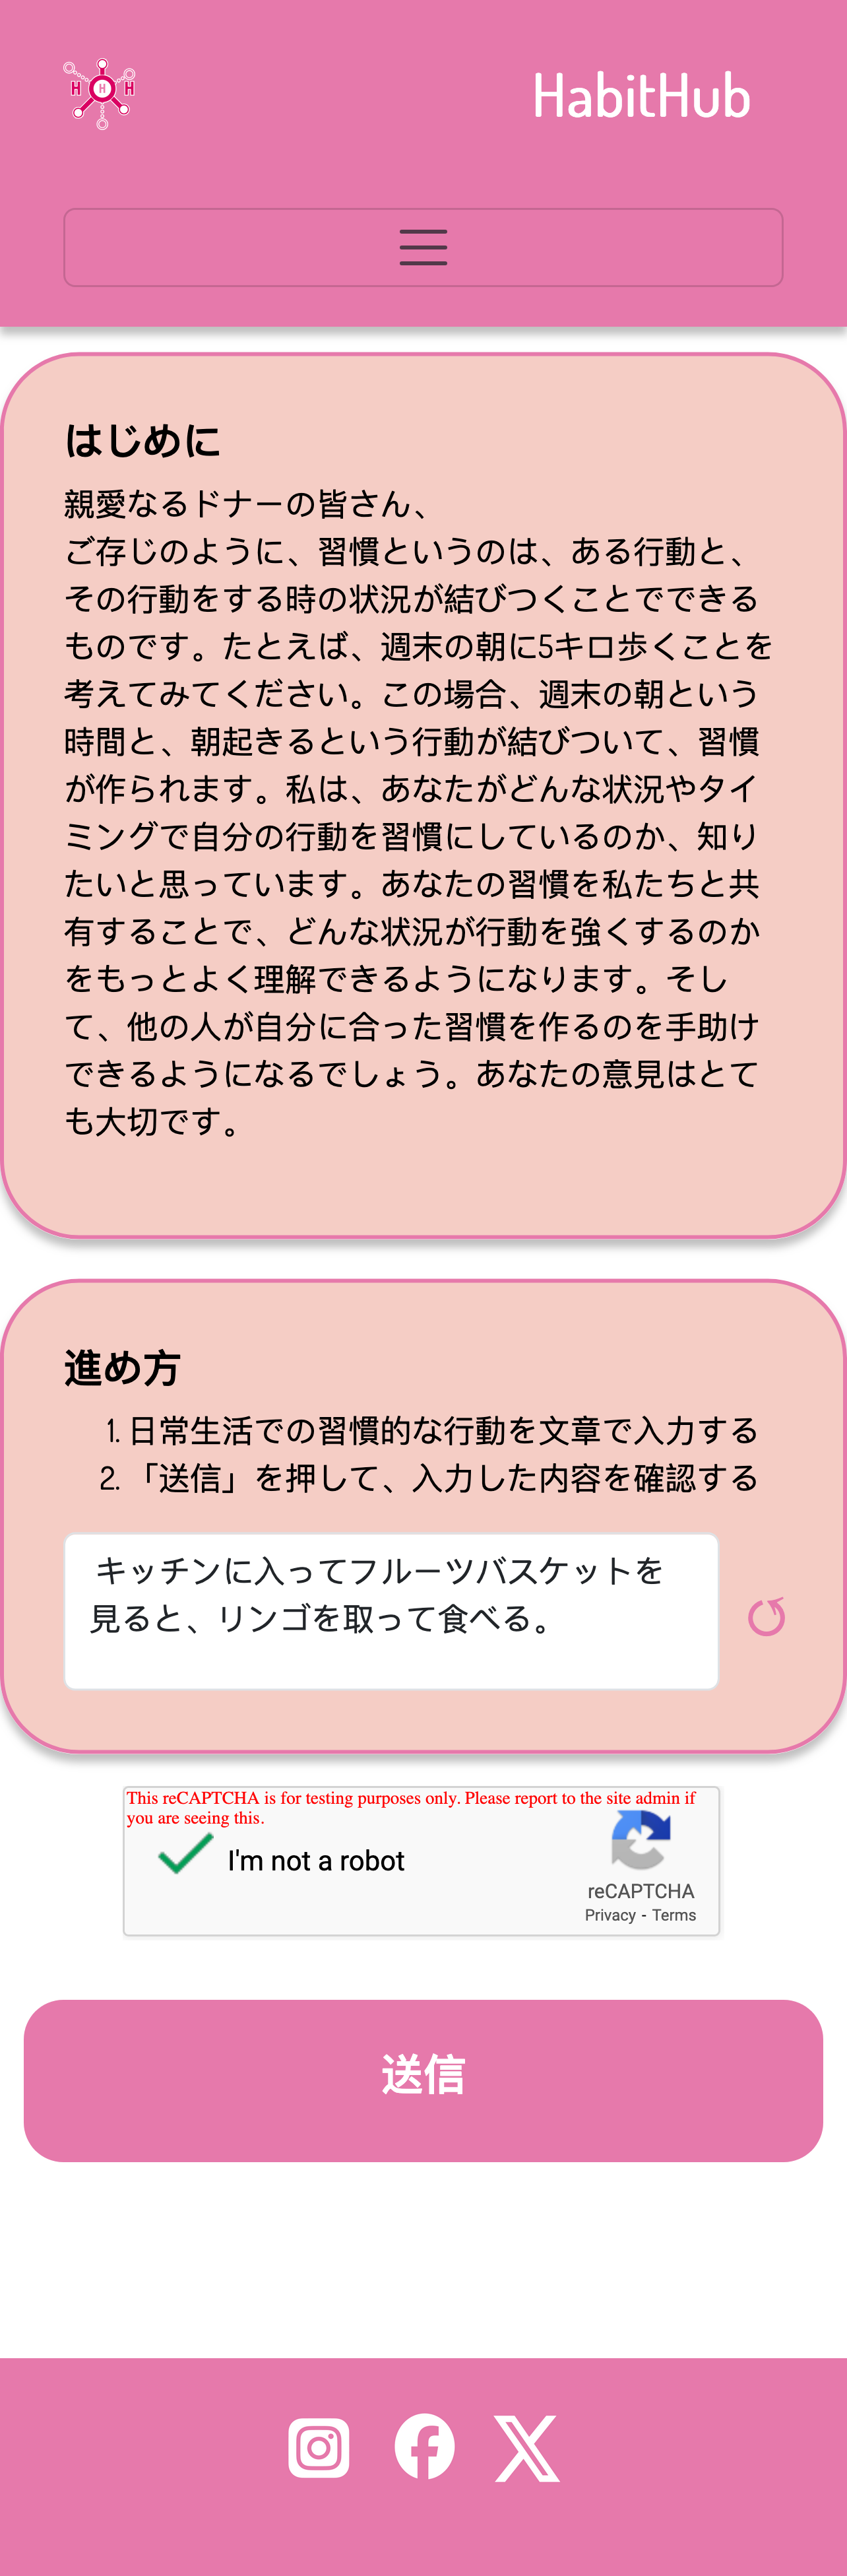 H H H
HabitHub
はじめに
親愛なるドナーの皆さん、
ご存じのように、習慣というのは、ある行動と、
その行動をする時の状況が結びつくことでできる
ものです。たとえば、週末の朝に5キロ歩くことを
考えてみてください。この場合、週末の朝という
時間と、朝起きるという行動が結びついて、習慣
が作られます。私は、あなたがどんな状況やタイ
ミングで自分の行動を習慣にしているのか、知り
たいと思っています。あなたの習慣を私たちと共
有することで、どんな状況が行動を強くするのか
をもっとよく理解できるようになります。そし
て、他の人が自分に合った習慣を作るのを手助け
できるようになるでしょう。あなたの意見はとて
も大切です。
進め方
1. 日常生活での習慣的な行動を文章で入力する
2. 「送信」を押して、入力した内容を確認する
キッチンに入ってフルーツバスケットを
見ると、リンゴを取って食べる。
This reCAPTCHA is for testing purposes only. Please report to the site admin if
you are seeing this.
I'm not a robot
reCAPTCHA
Privacy - Terms
送信